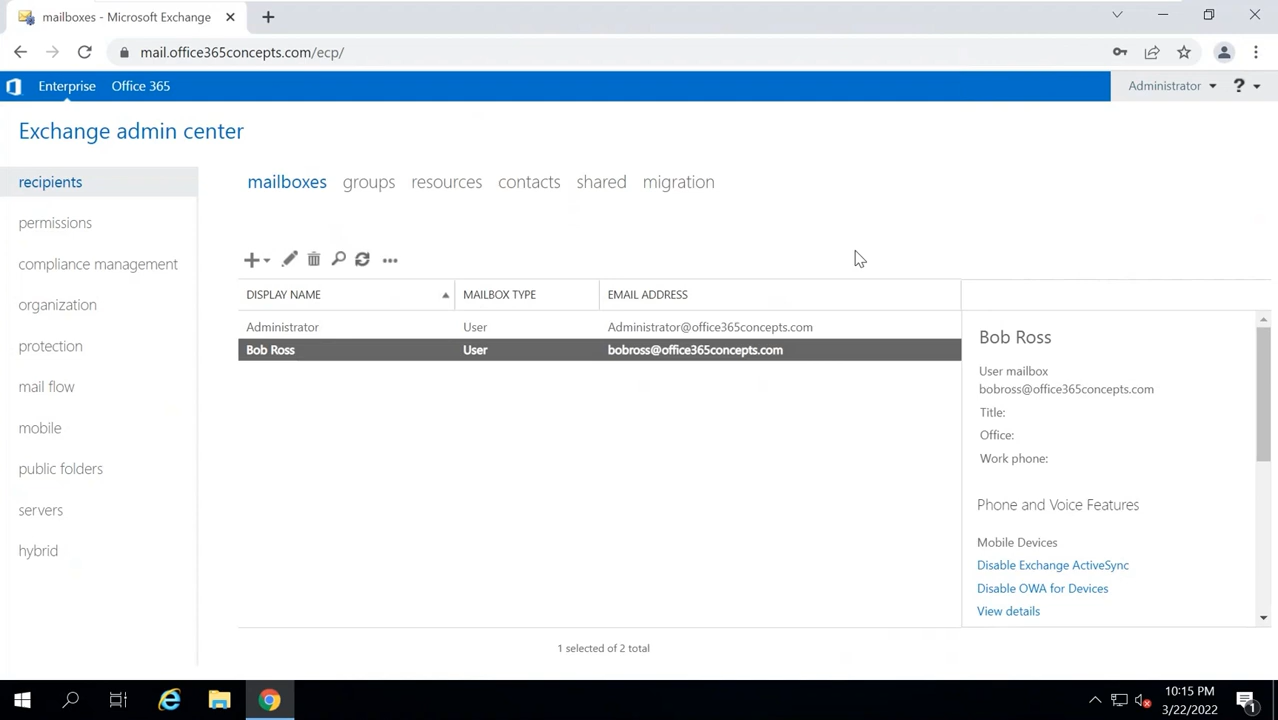 mailboxes - Microsoft Exchange
mail.office365concepts.com/ecp/
Enterprise Office 365
Administrator ?
Exchange admin center
recipients
permissions
compliance management
organization
protection
mail flow
mobile
public folders
servers
hybrid
mailboxes groups resources contacts shared migration
DISPLAY NAME MAILBOX TYPE EMAIL ADDRESS
Administrator User Administrator@office365concepts.com
Bob Ross User bobross@office365concepts.com
1 selected of 2 total
Bob Ross
User mailbox
bobross@office365concepts.com
Title:
Office:
Work phone:
Phone and Voice Features
Mobile Devices
Disable Exchange ActiveSync
Disable OWA for Devices
View details
10:15 PM
3/22/2022
1